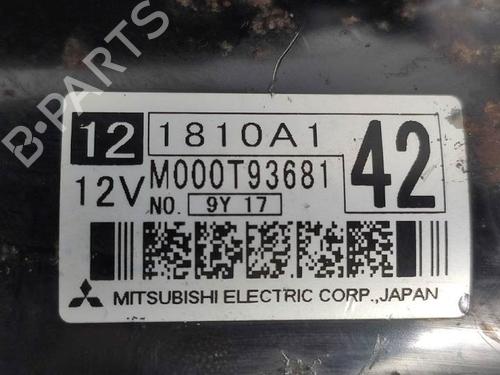 B-PARTS
12 1810A1
12V M000T93681 42
NO. 9Y 17
MITSUBISHI ELECTRIC CORP.,JAPAN